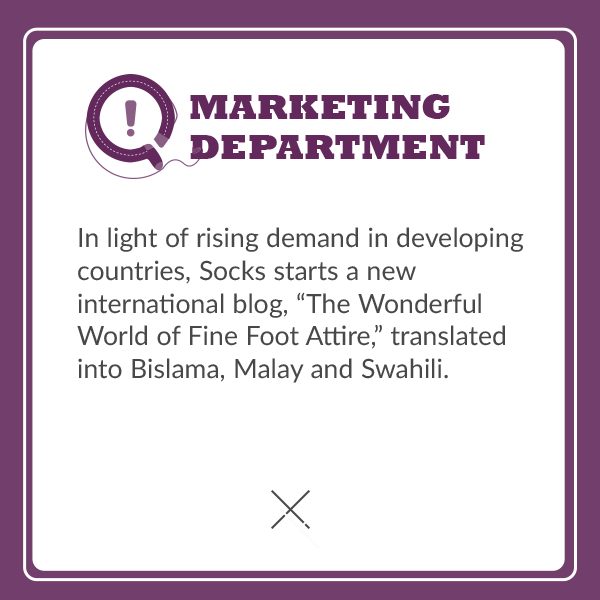 MARKETING
DEPARTMENT
In light of rising demand in developing
countries, Socks starts a new
international blog, “The Wonderful
World of Fine Foot Attire,” translated
into Bislama, Malay and Swahili.